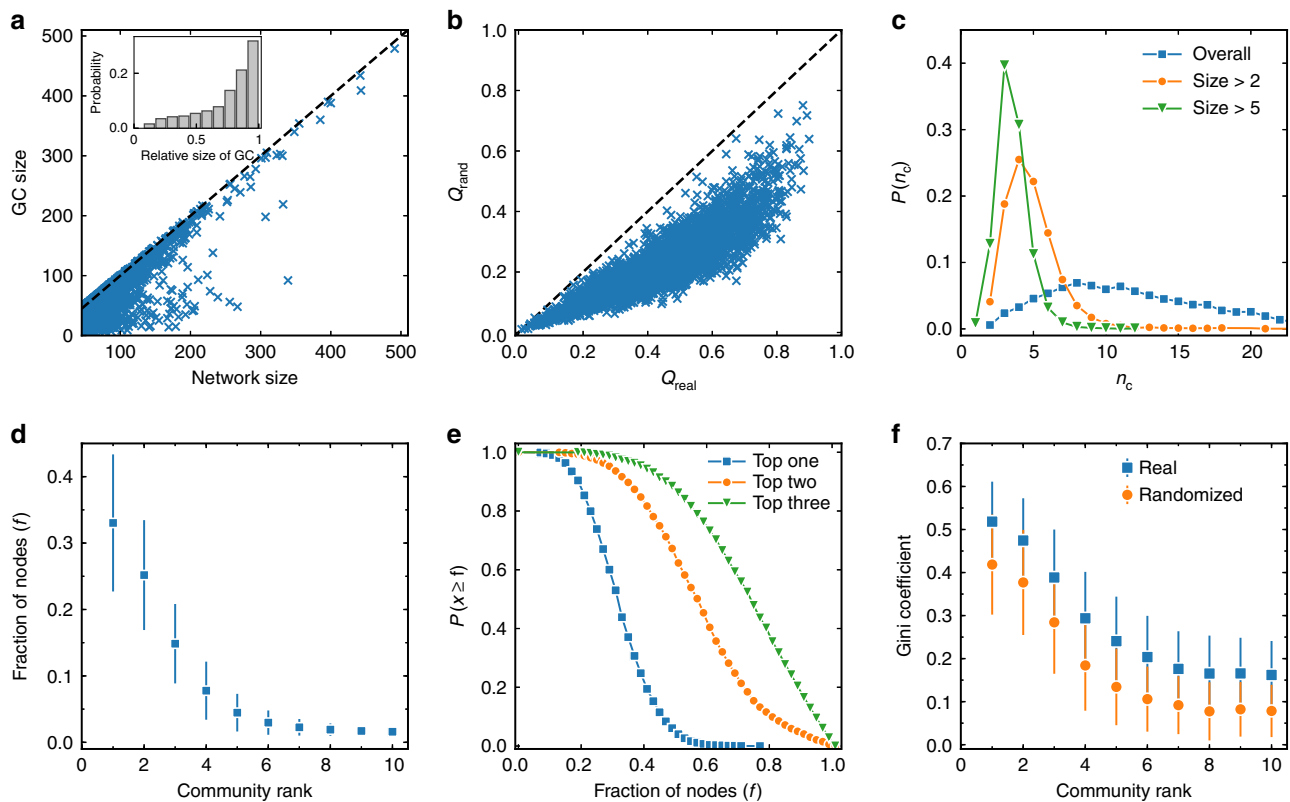 a
500
400
300
200
100
0
GC size
100 200 300 400 500
Network size
Probability
0.2
0.0
0 0.5 1
Relative size of GC
b
1.0
0.8
0.6
0.4
0.2
0.0
Q_rand
0.0 0.2 0.4 0.6 0.8 1.0
Q_real
c
0.4
0.3
0.2
0.1
0.0
P(n_c)
Overall
Size > 2
Size > 5
0 5 10 15 20
n_c
d
0.4
0.3
0.2
0.1
0.0
Fraction of nodes (f)
0 2 4 6 8 10
Community rank
e
1.0
0.8
0.6
0.4
0.2
0.0
P(x ≥ f)
Top one
Top two
Top three
0.0 0.2 0.4 0.6 0.8 1.0
Fraction of nodes (f)
f
0.7
0.6
0.5
0.4
0.3
0.2
0.1
0.0
Gini coefficient
Real
Randomized
0 2 4 6 8 10
Community rank